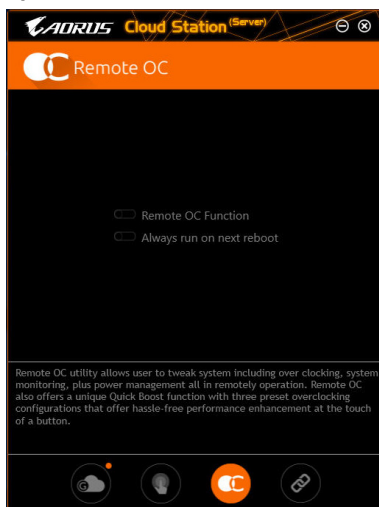 AORUS Cloud Station (Server)
Remote OC
Remote OC Function
Always run on next reboot
Remote OC utility allows user to tweak system including over clocking, system
monitoring, plus power management all in remotely operation. Remote OC
also offers a unique Quick Boost function with three preset overclocking
configurations that offer hassle-free performance enhancement at the touch
of a button.